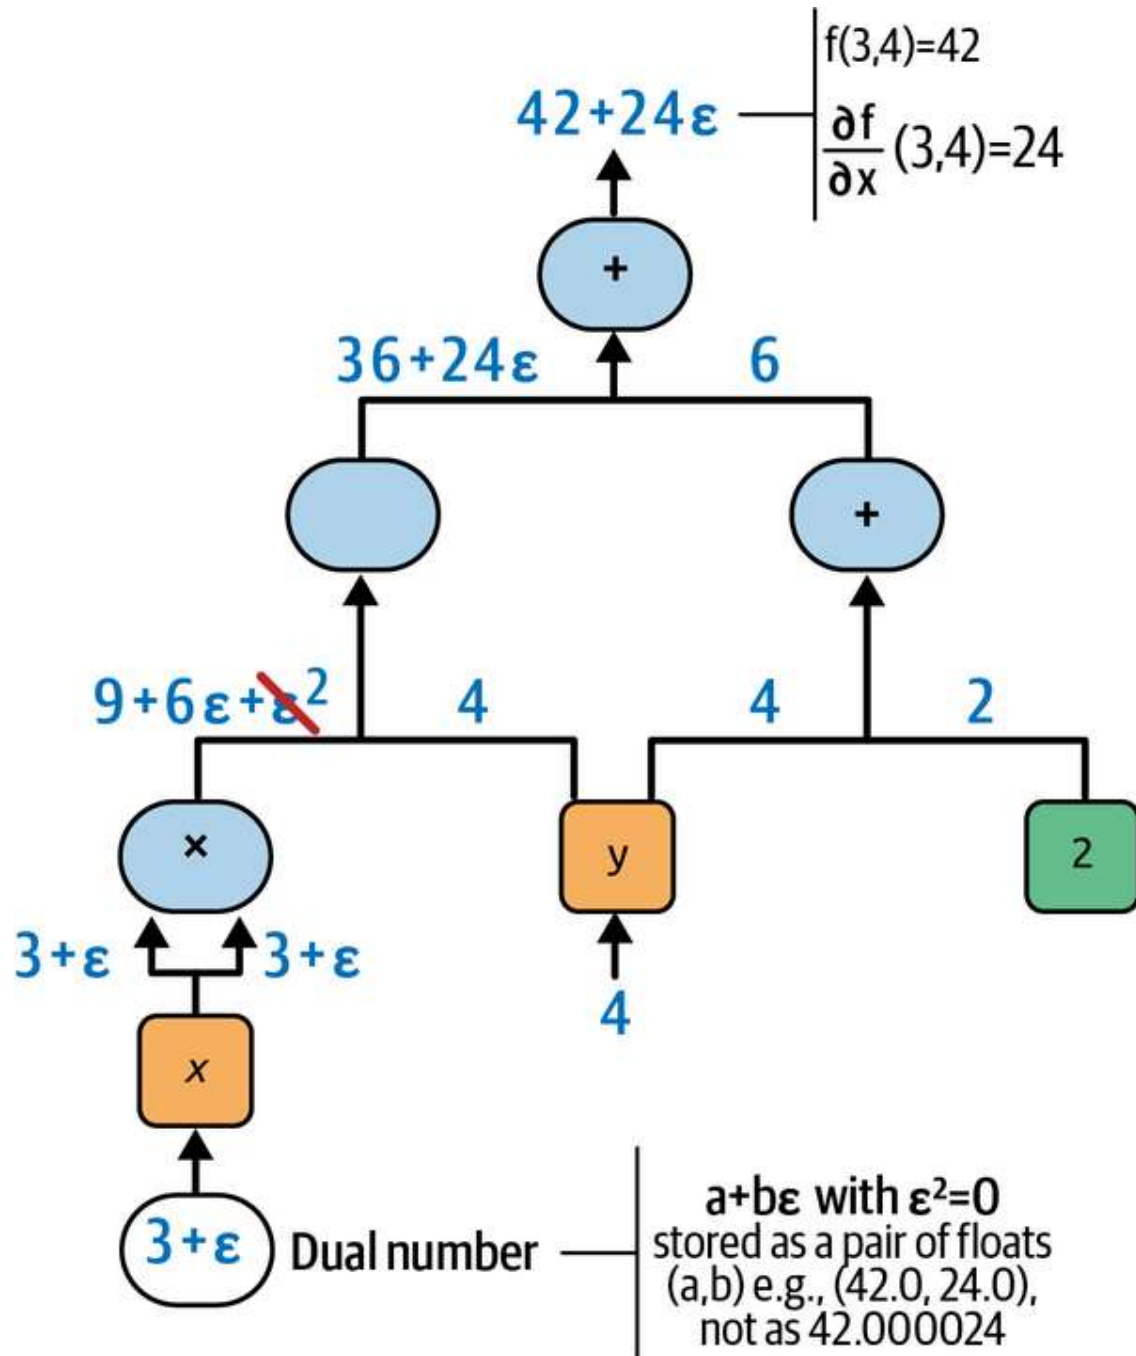 f(3,4)=42
42+24ε
∂f
∂x
(3,4)=24
+
36+24ε
6
+
9+6ε+ε²
4
4
2
×
y
2
3+ε
3+ε
4
x
3+ε
Dual number
a+bε with ε²=0
stored as a pair of floats
(a,b) e.g., (42.0, 24.0),
not as 42.000024